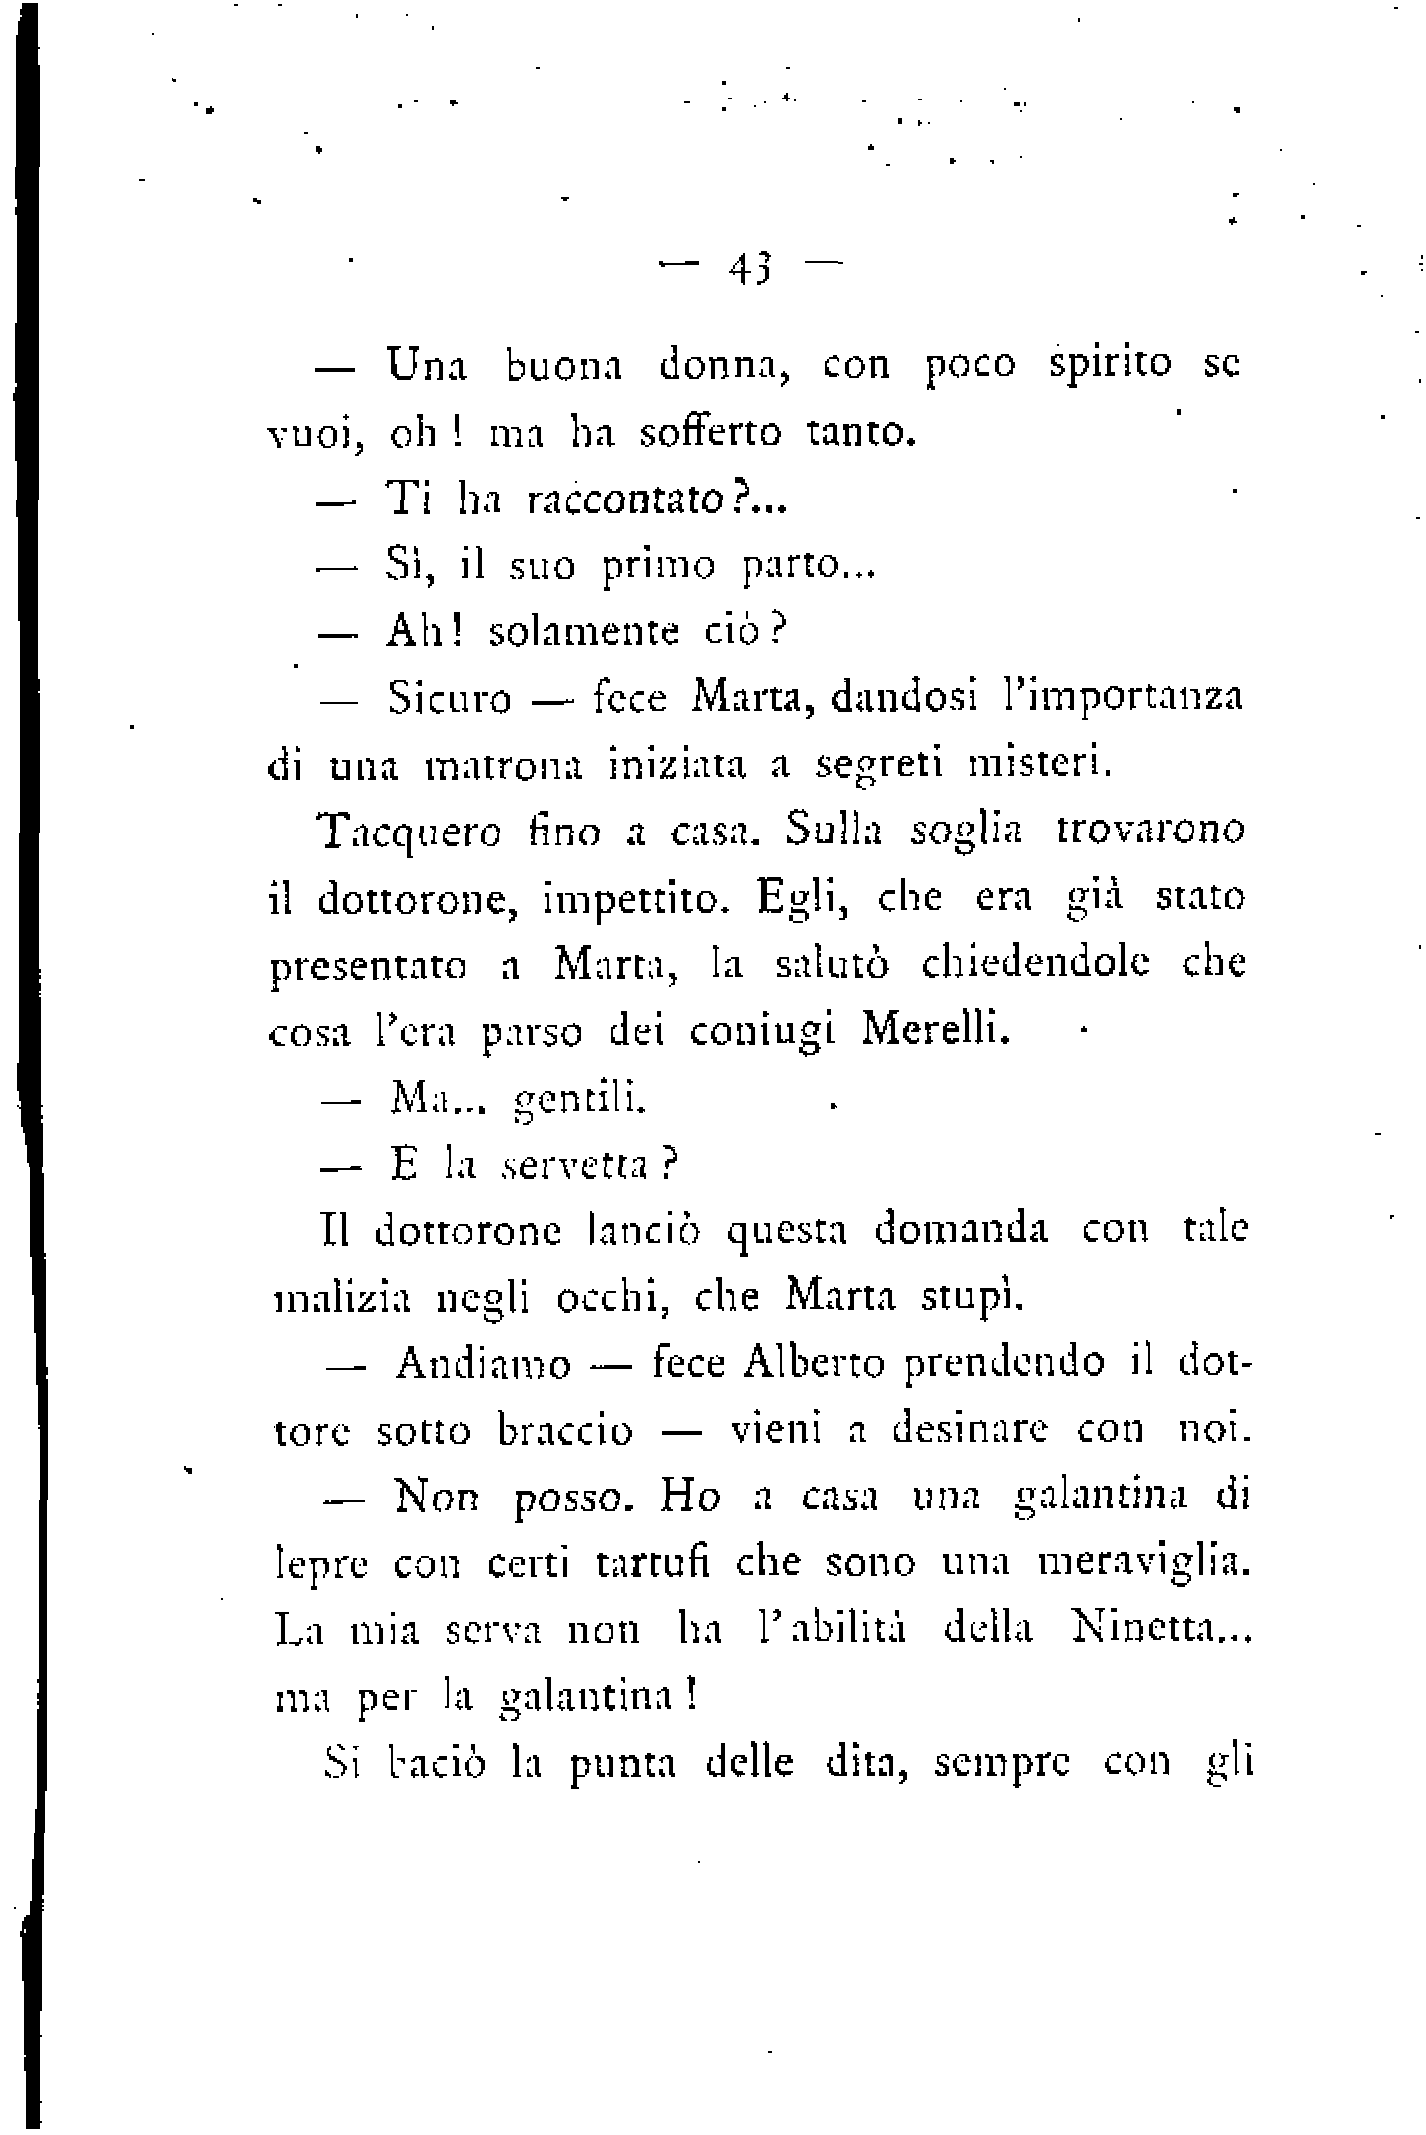 — 43 —
— Una buona donna, con poco spirito se
vuoi, oh! ma ha sofferto tanto.
— Ti ha raccontato?...
— Sì, il suo primo parto...
— Ah! solamente ciò?
— Sicuro — fece Marta, dandosi l'importanza
di una matrona iniziata a segreti misteri.
Tacquero fino a casa. Sulla soglia trovarono
il dottorone, impettito. Egli, che era già stato
presentato a Marta, la salutò chiedendole che
cosa l'era parso dei coniugi Merelli.
— Ma... gentili.
— E la servetta?
Il dottorone lanciò questa domanda con tale
malizia negli occhi, che Marta stupì.
— Andiamo — fece Alberto prendendo il dot-
tore sotto braccio — vieni a desinare con noi.
— Non posso. Ho a casa una galantina di
lepre con certi tartufi che sono una meraviglia.
La mia serva non ha l'abilità della Ninetta...
ma per la galantina!
Si baciò la punta delle dita, sempre con gli